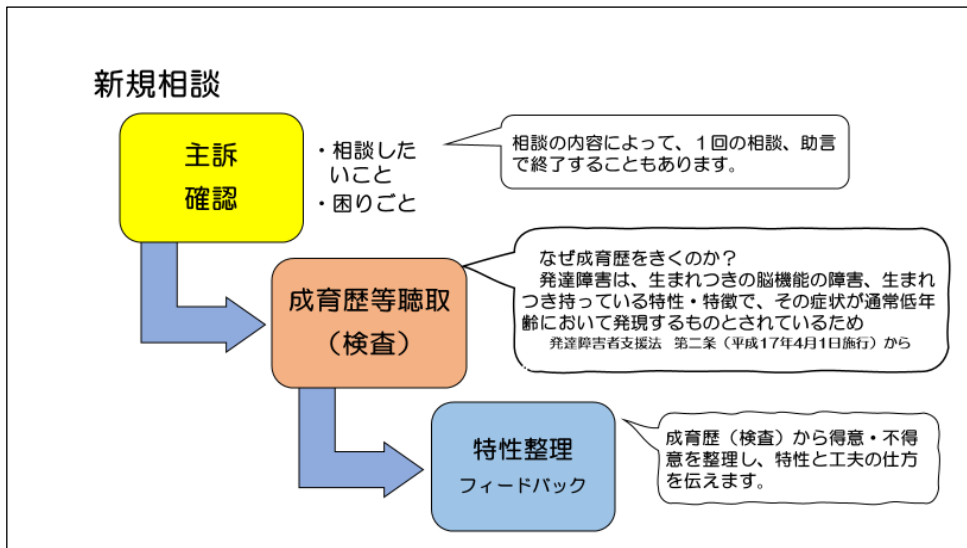 新規相談
主訴
確認
・相談した
いこと
・困りごと
相談の内容によって、１回の相談、助言
で終了することもあります。
成育歴等聴取
（検査）
なぜ成育歴をきくのか？
発達障害は、生まれつきの脳機能の障害、生まれ
つき持っている特性・特徴で、その症状が通常低年
齢において発現するものとされているため
発達障害者支援法　第二条（平成17年4月1日施行）から
特性整理
フィードバック
成育歴（検査）から得意・不得
意を整理し、特性と工夫の仕方
を伝えます。